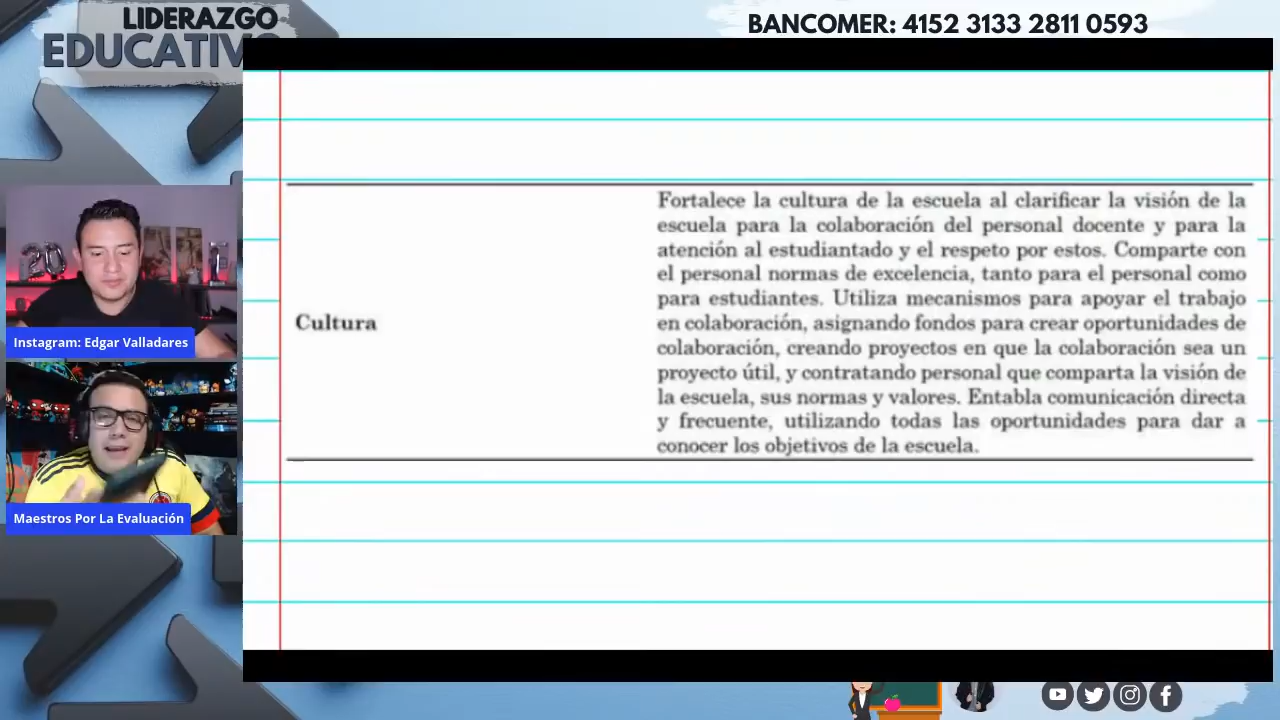 LIDERAZGO
EDUCATIV
BANCOMER: 4152 3133 2811 0593
20
Instagram: Edgar Valladares
Maestros Por La Evaluación
Cultura
Fortalece la cultura de la escuela al clarificar la visión de la
escuela para la colaboración del personal docente y para la
atención al estudiantado y el respeto por estos. Comparte con
el personal normas de excelencia, tanto para el personal como
para estudiantes. Utiliza mecanismos para apoyar el trabajo
en colaboración, asignando fondos para crear oportunidades de
colaboración, creando proyectos en que la colaboración sea un
proyecto útil, y contratando personal que comparta la visión de
la escuela, sus normas y valores. Entabla comunicación directa
y frecuente, utilizando todas las oportunidades para dar a
conocer los objetivos de la escuela.